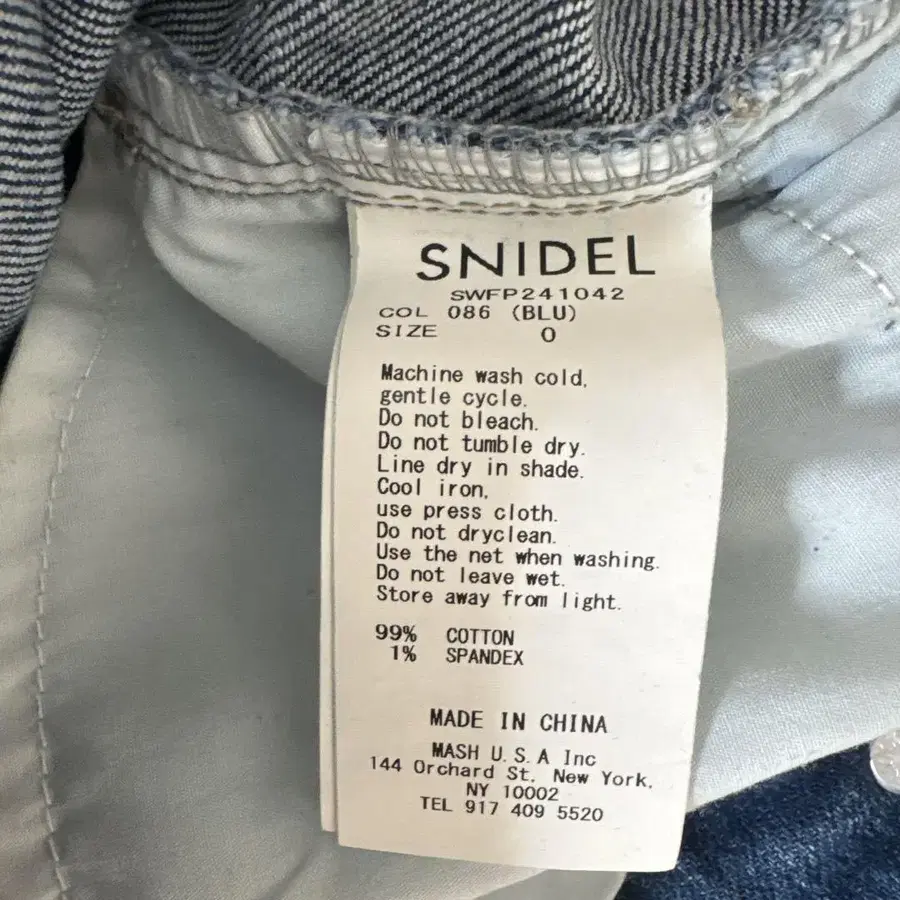 SNIDEL
SWFP241042
COL 086 (BLU)
SIZE 0
Machine wash cold,
gentle cycle.
Do not bleach.
Do not tumble dry.
Line dry in shade.
Cool iron,
use press cloth.
Do not dryclean.
Use the net when washing.
Do not leave wet.
Store away from light.
99% COTTON
1% SPANDEX
MADE IN CHINA
MASH U.S.A Inc
144 Orchard St. New York,
NY 10002
TEL 917 409 5520